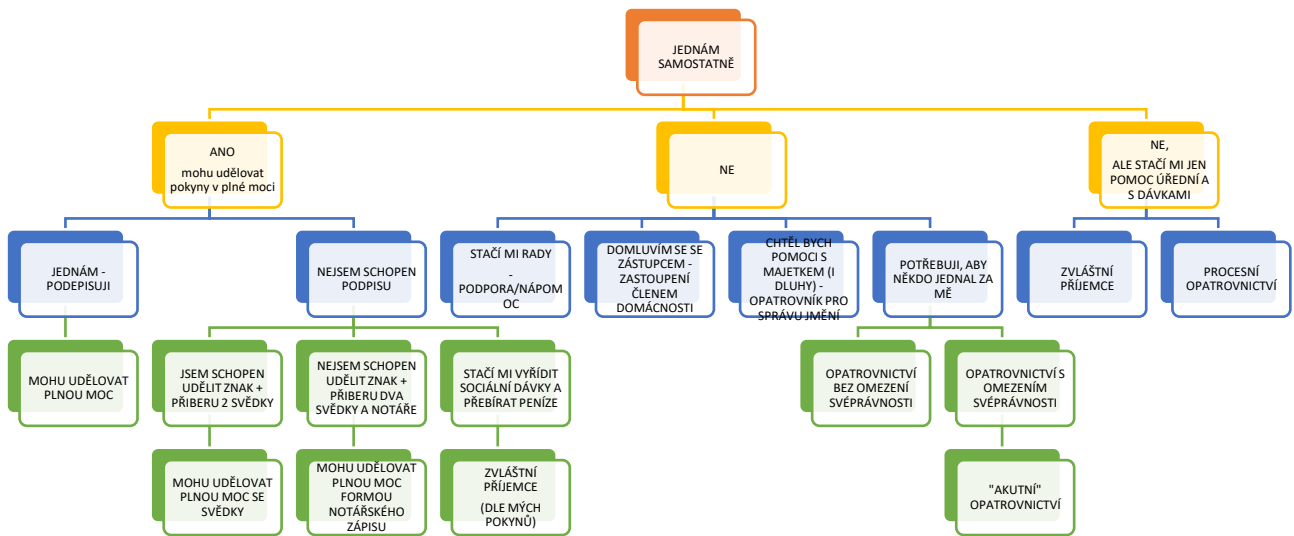 JEDNÁM
SAMOSTATNĚ
ANO
mohu udělovat
pokyny v plné moci
NE
NE,
ALE STAČÍ MI JEN
POMOC ÚŘEDNÍ A
S DÁVKAMI
JEDNÁM -
PODEPISUJI
NEJSEM SCHOPEN
PODPISU
STAČÍ MI RADY
-
PODPORA/NÁPOM
OC
DOMLUVÍM SE SE
ZÁSTUPCEM -
ZASTOUPENÍ
ČLENEM
DOMÁCNOSTI
CHTĚL BYCH
POMOCI S
MAJETKEM (I
DLUHY) -
OPATROVNÍK PRO
SPRÁVU JMĚNÍ
POTŘEBUJI, ABY
NĚKDO JEDNAL ZA
MĚ
ZVLÁŠTNÍ
PŘÍJEMCE
PROCESNÍ
OPATROVNICTVÍ
MOHU UDĚLOVAT
PLNOU MOC
JSEM SCHOPEN
UDĚLIT ZNAK +
PŘIBERU 2 SVĚDKY
NEJSEM SCHOPEN
UDĚLIT ZNAK +
PŘIBERU DVA
SVĚDKY A NOTÁŘE
STAČÍ MI VYŘÍDIT
SOCIÁLNÍ DÁVKY A
PŘEBÍRAT PENÍZE
OPATROVNICTVÍ
BEZ OMEZENÍ
SVÉPRÁVNOSTI
OPATROVNICTVÍ S
OMEZENÍM
SVÉPRÁVNOSTI
MOHU UDĚLOVAT
PLNOU MOC SE
SVĚDKY
MOHU UDĚLOVAT
PLNOU MOC
FORMOU
NOTÁŘSKÉHO
ZÁPISU
ZVLÁŠTNÍ
PŘÍJEMCE
(DLE MÝCH
POKYNŮ)
"AKUTNÍ"
OPATROVNICTVÍ